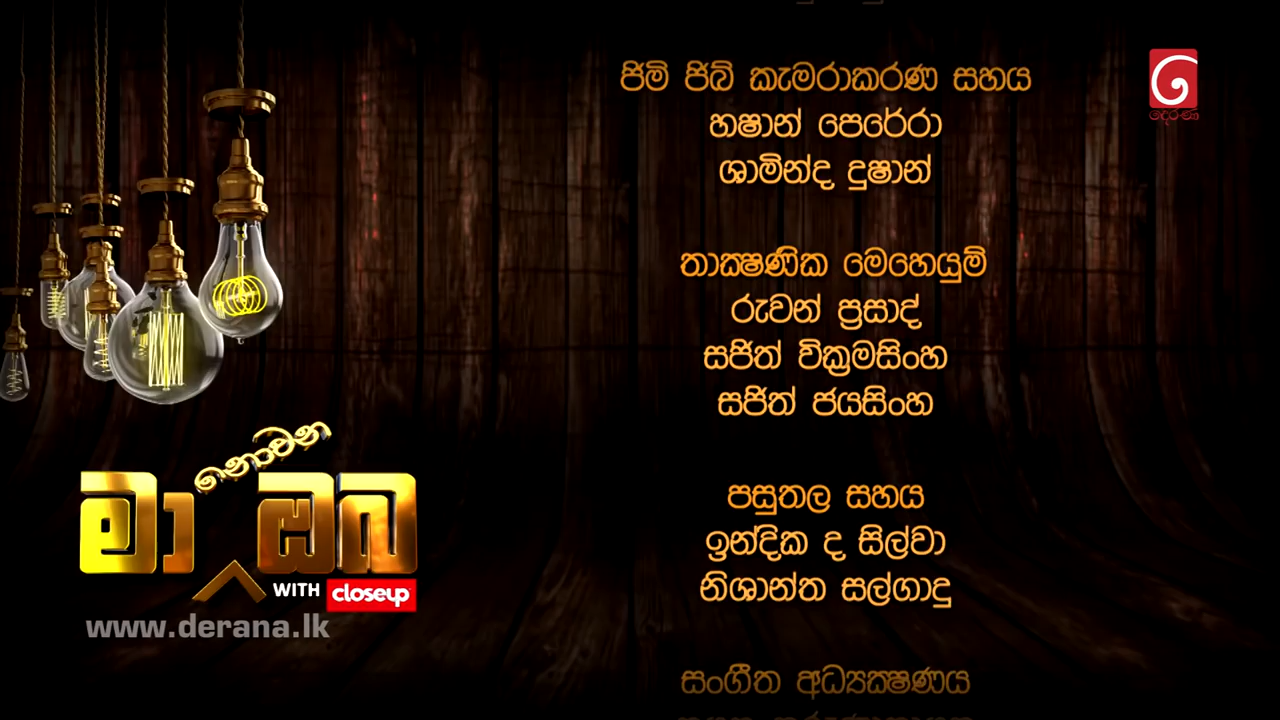 ජිමි ජිබ් කැමරාකරණ සහය
හෂාන් පෙරේරා
ශාමින්ද දුෂාන්
තාක්ෂණික මෙහෙයුම්
රුවන් ප්‍රසාද්
සජිත් වික්‍රමසිංහ
සජිත් ජයසිංහ
පසුතල සහය
ඉන්දික ද සිල්වා
නිශාන්ත සල්ගාදු
සංගීත අධ්‍යක්ෂණය
දෙරණ
නොවන
මා ඔබ
WITH closeup
www.derana.lk